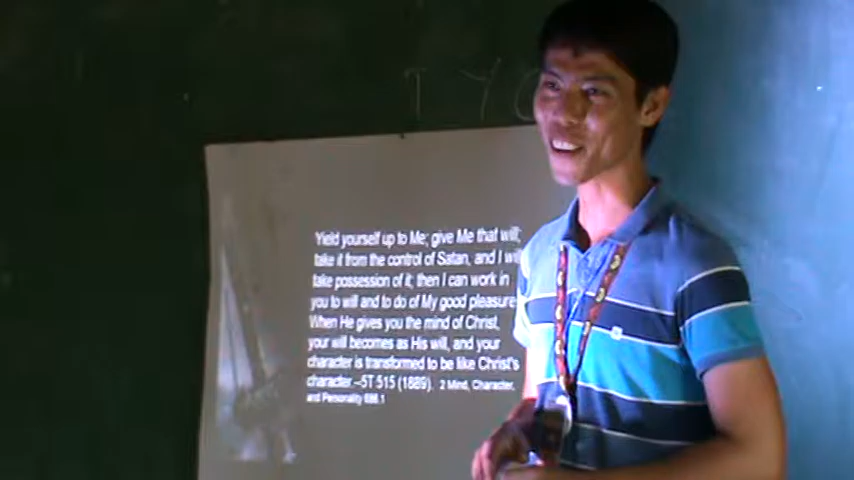 Yield yourself up to Me; give Me that will;
take it from the control of Satan, and I will
take possession of it; then I can work in
you to will and to do of My good pleasure
When He gives you the mind of Christ,
your will becomes as His will, and your
character is transformed to be like Christ's
character.–5T 515 (1889). 2 Mind, Character,
and Personality 686.1